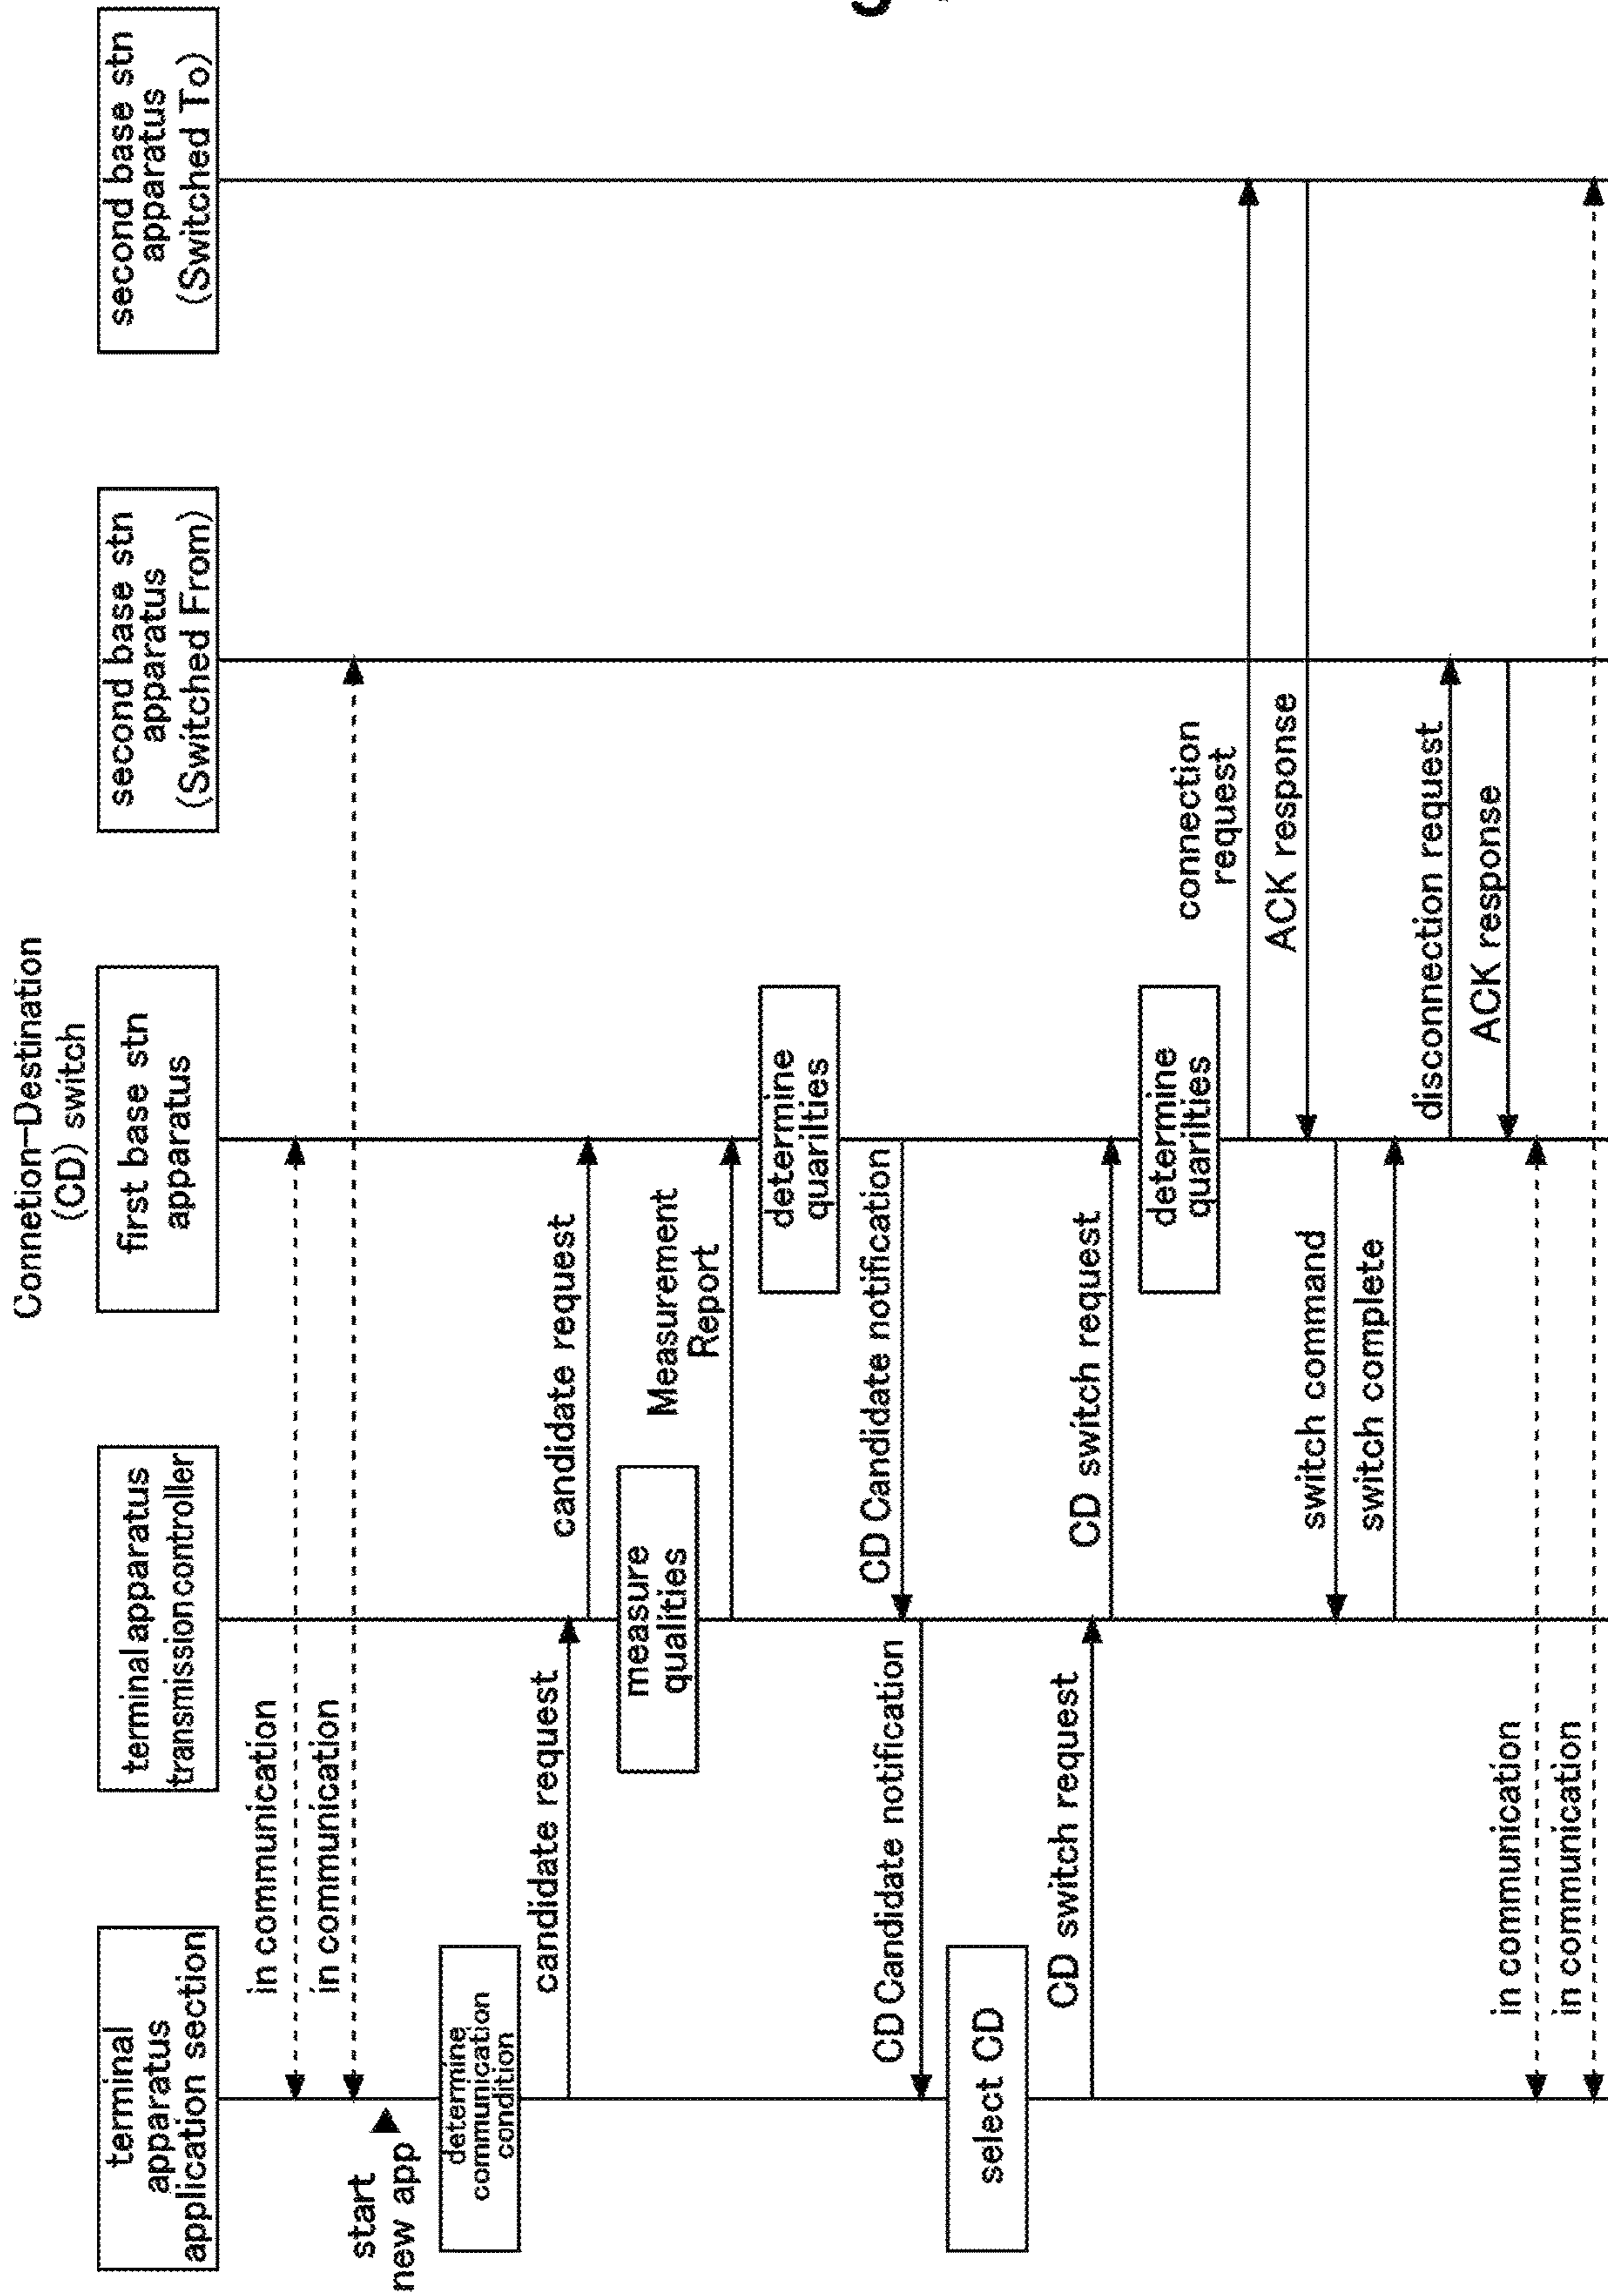 Connetion-Destination
(CD) switch
terminal
apparatus
application section
terminal apparatus
transmission controller
first base stn
apparatus
second base stn
apparatus
(Switched From)
second base stn
apparatus
(Switched To)
in communication
in communication
start
new app
determine
communication
condition
candidate request
candidate request
measure
qualities
Measurement
Report
determine
quarilties
CD Candidate notification
CD Candidate notification
select CD
CD switch request
CD switch request
determine
quarilties
connection
request
ACK response
switch command
switch complete
disconnection request
ACK response
in communication
in communication